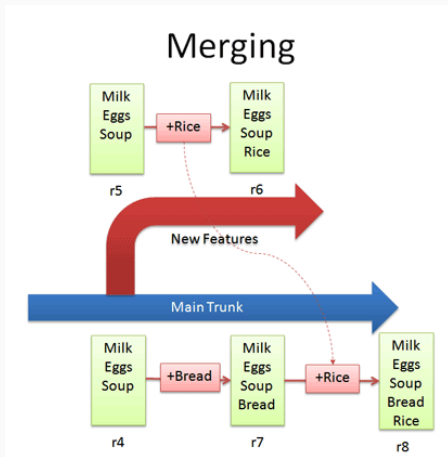 Merging
Milk
Eggs
Soup
+Rice
Milk
Eggs
Soup
Rice
r5
r6
New Features
Main Trunk
Milk
Eggs
Soup
+Bread
Milk
Eggs
Soup
Bread
+Rice
Milk
Eggs
Soup
Bread
Rice
r4
r7
r8